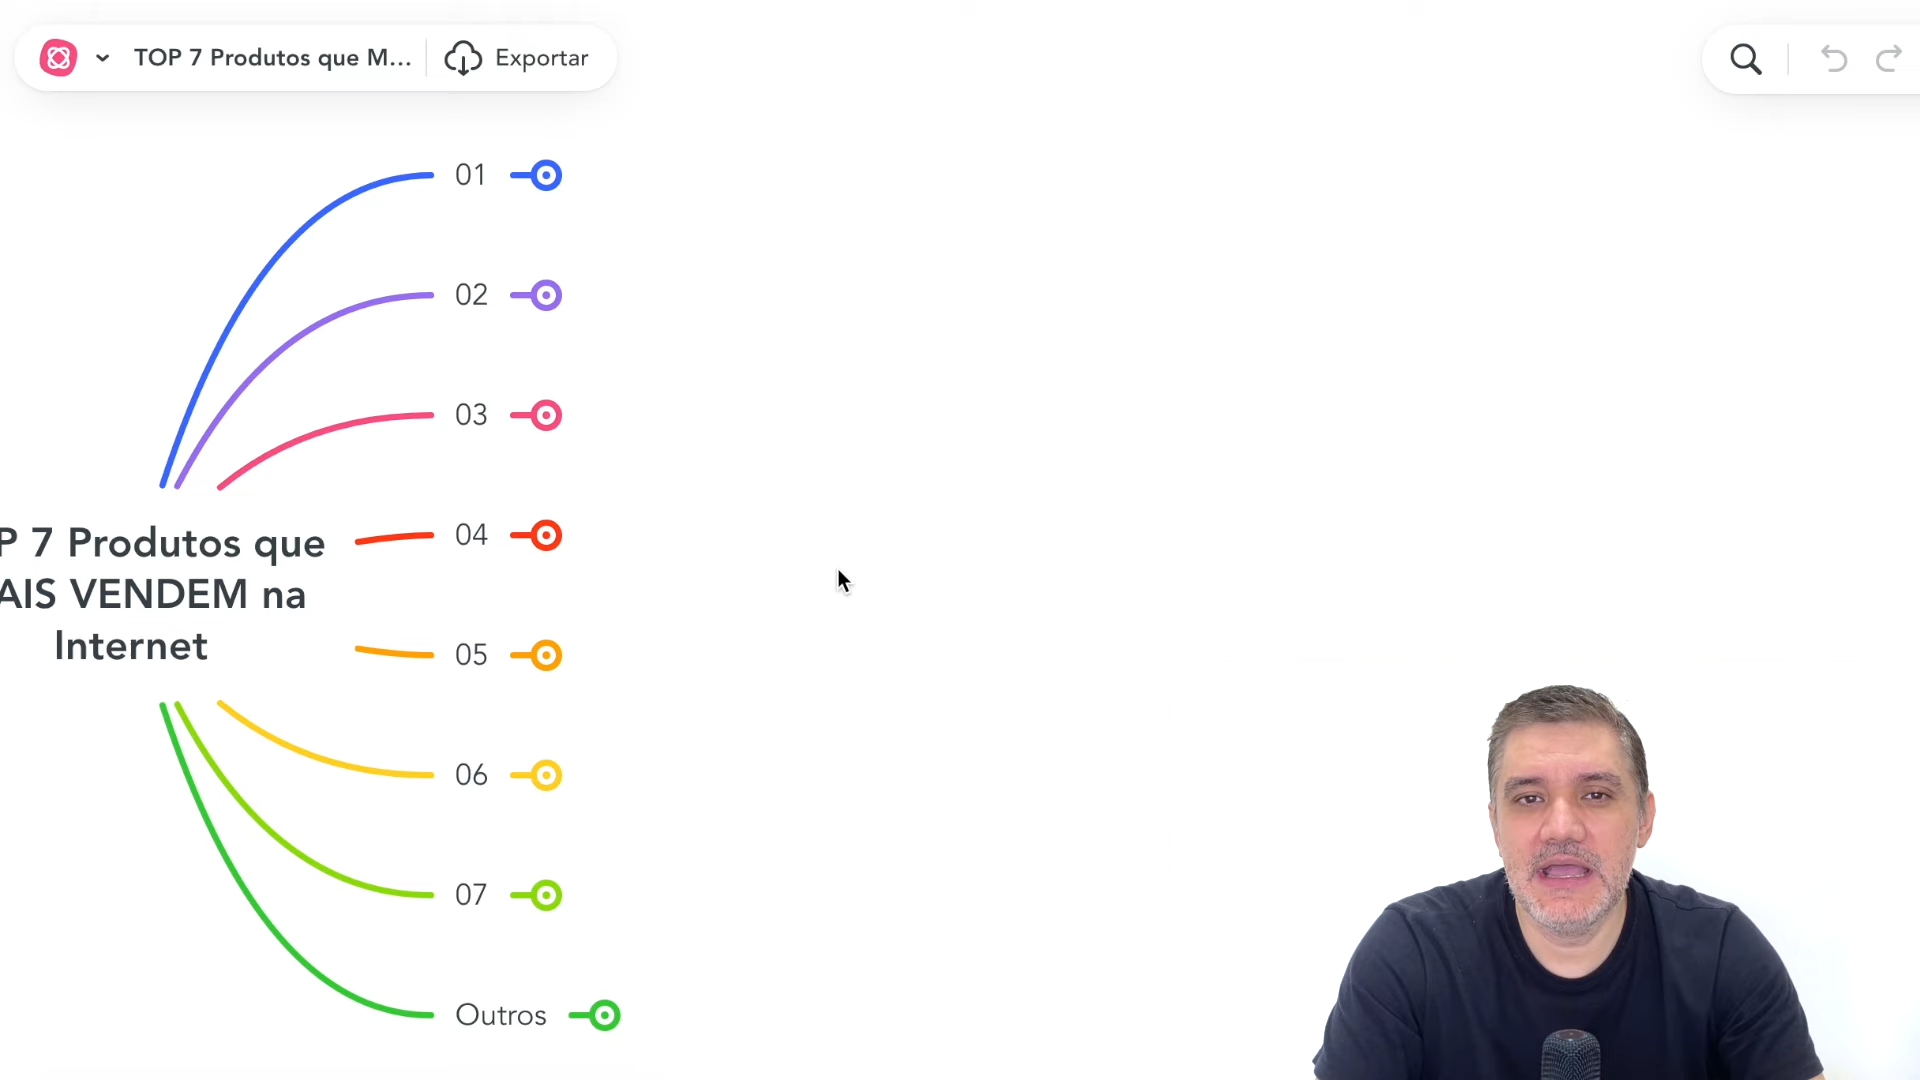 TOP 7 Produtos que M...
Exportar
01
02
03
04
05
06
07
Outros
P 7 Produtos que
AIS VENDEM na
Internet